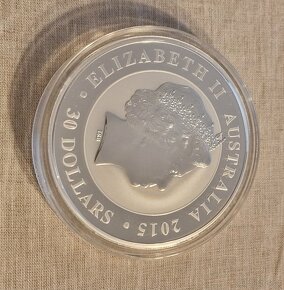 ELIZABETH II AUSTRALIA 2015
30 DOLLARS